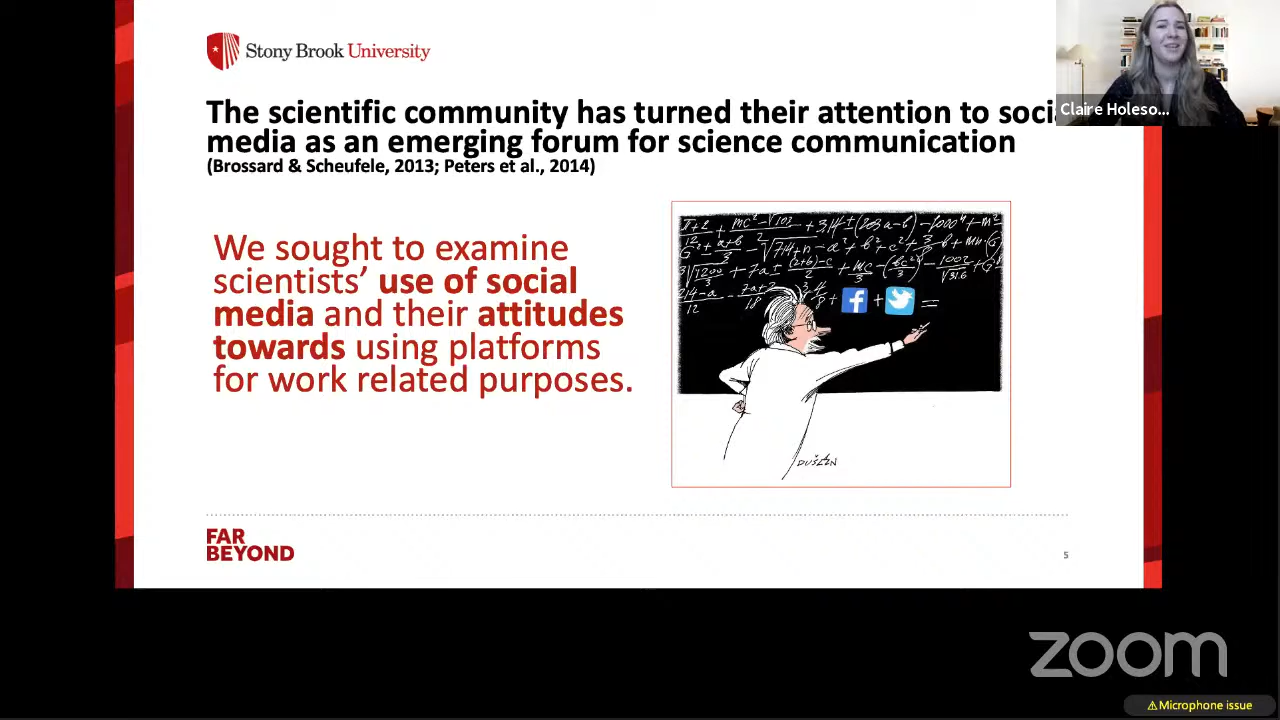 Stony Brook University
Claire Holeso...
The scientific community has turned their attention to soci
media as an emerging forum for science communication
(Brossard & Scheufele, 2013; Peters et al., 2014)
We sought to examine
scientists’ use of social
media and their attitudes
towards using platforms
for work related purposes.
DUŠAN
FAR
BEYOND
5
zoom
⚠Microphone issue